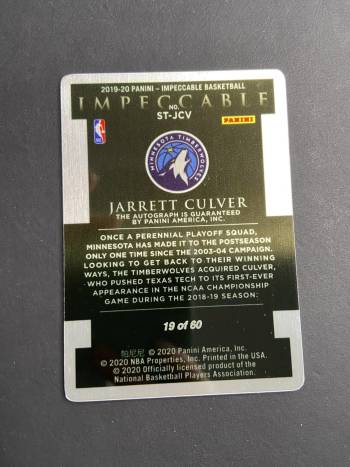 2019-20 PANINI – IMPECCABLE BASKETBALL
IMPECCABLE
NO.
ST-JCV
PANINI
MINNESOTA TIMBERWOLVES
JARRETT CULVER
THE AUTOGRAPH IS GUARANTEED
BY PANINI AMERICA, INC.
ONCE A PERENNIAL PLAYOFF SQUAD,
MINNESOTA HAS MADE IT TO THE POSTSEASON
ONLY ONE TIME SINCE THE 2003-04 CAMPAIGN.
LOOKING TO GET BACK TO THEIR WINNING
WAYS, THE TIMBERWOLVES ACQUIRED CULVER,
WHO PUSHED TEXAS TECH TO ITS FIRST-EVER
APPEARANCE IN THE NCAA CHAMPIONSHIP
GAME DURING THE 2018-19 SEASON.
19 of 60
帕尼尼 © 2020 Panini America, Inc.
© 2020 NBA Properties, Inc. Printed in the USA.
© 2020 Officially licensed product of the
National Basketball Players Association.